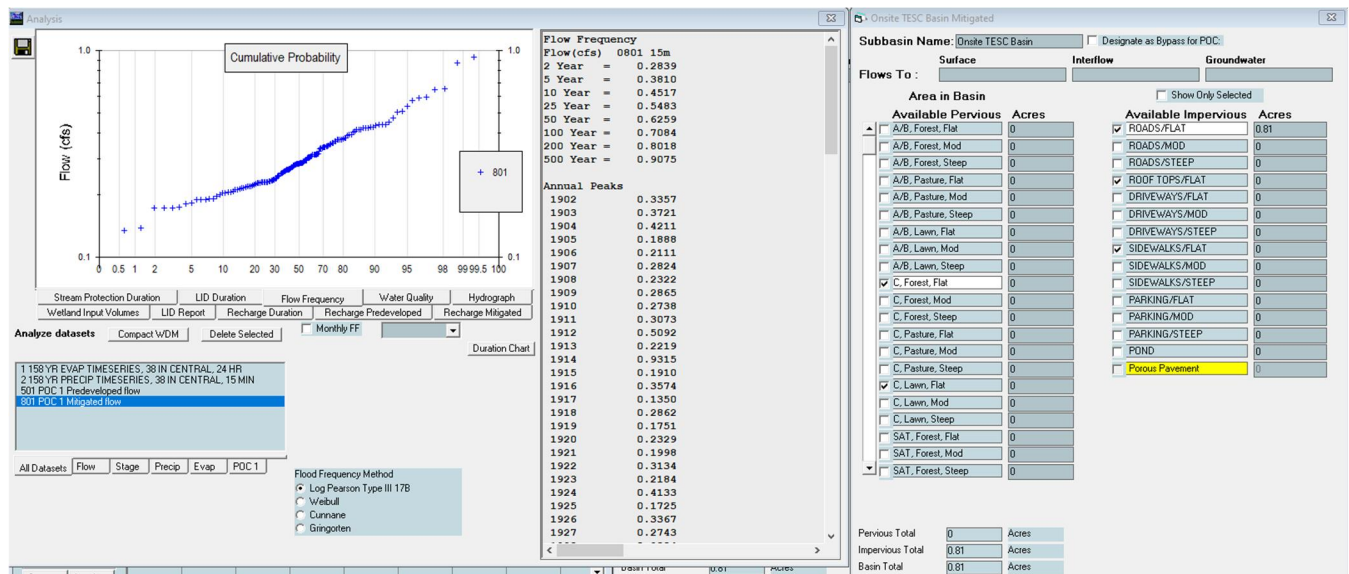 Analysis
Cumulative Probability
Flow (cfs)
1.0
0.1
1.0
0.1
801
0 0.5 1 2 5 10 20 30 50 70 80 90 95 98 99 99.5 100
Stream Protection Duration LID Duration Flow Frequency Water Quality Hydrograph
Wetland Input Volumes LID Report Recharge Duration Recharge Predeveloped Recharge Mitigated
Analyze datasets Compact WDM Delete Selected Monthly FF
Duration Chart
1 158 YR EVAP TIMESERIES, 38 IN CENTRAL, 24 HR
2 158 YR PRECIP TIMESERIES, 38 IN CENTRAL, 15 MIN
501 POC 1 Predeveloped flow
801 POC 1 Mitigated flow
All Datasets Flow Stage Precip Evap POC 1
Flood Frequency Method
Log Pearson Type III 17B
Weibull
Cunnane
Gringorten
Flow Frequency
Flow(cfs) 0801 15m
2 Year = 0.2839
5 Year = 0.3810
10 Year = 0.4517
25 Year = 0.5483
50 Year = 0.6259
100 Year = 0.7084
200 Year = 0.8018
500 Year = 0.9075
Annual Peaks
1902 0.3357
1903 0.3721
1904 0.4211
1905 0.1888
1906 0.2111
1907 0.2824
1908 0.2322
1909 0.2865
1910 0.2738
1911 0.3073
1912 0.5092
1913 0.2219
1914 0.9315
1915 0.1910
1916 0.3574
1917 0.1350
1918 0.2862
1919 0.1751
1920 0.2329
1921 0.1998
1922 0.3134
1923 0.2184
1924 0.4133
1925 0.1725
1926 0.3367
1927 0.2743
Basin Total 0.81 Acres
Onsite TESC Basin Mitigated
Subbasin Name: Onsite TESC Basin Designate as Bypass for POC:
Surface Interflow Groundwater
Flows To :
Area in Basin Show Only Selected
Available Pervious Acres Available Impervious Acres
A/B, Forest, Flat 0 ROADS/FLAT 0.81
A/B, Forest, Mod 0 ROADS/MOD 0
A/B, Forest, Steep 0 ROADS/STEEP 0
A/B, Pasture, Flat 0 ROOF TOPS/FLAT 0
A/B, Pasture, Mod 0 DRIVEWAYS/FLAT 0
A/B, Pasture, Steep 0 DRIVEWAYS/MOD 0
A/B, Lawn, Flat 0 DRIVEWAYS/STEEP 0
A/B, Lawn, Mod 0 SIDEWALKS/FLAT 0
A/B, Lawn, Steep 0 SIDEWALKS/MOD 0
C, Forest, Flat 0 SIDEWALKS/STEEP 0
C, Forest, Mod 0 PARKING/FLAT 0
C, Forest, Steep 0 PARKING/MOD 0
C, Pasture, Flat 0 PARKING/STEEP 0
C, Pasture, Mod 0 POND 0
C, Pasture, Steep 0 Porous Pavement 0
C, Lawn, Flat 0
C, Lawn, Mod 0
C, Lawn, Steep 0
SAT, Forest, Flat 0
SAT, Forest, Mod 0
SAT, Forest, Steep 0
Pervious Total 0 Acres
Impervious Total 0.81 Acres
Basin Total 0.81 Acres